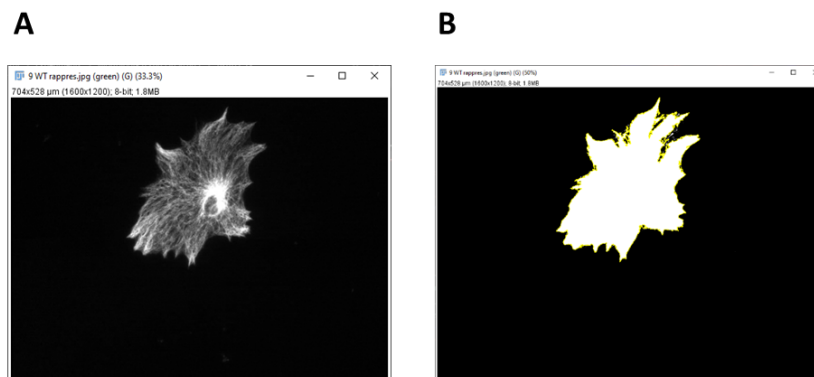 A
B
9 WT rappres.jpg (green) (G) (33.3%)
704x528 µm (1600x1200); 8-bit; 1.8MB
9 WT rappres.jpg (green) (G) (50%)
704x528 µm (1600x1200); 8-bit; 1.8MB